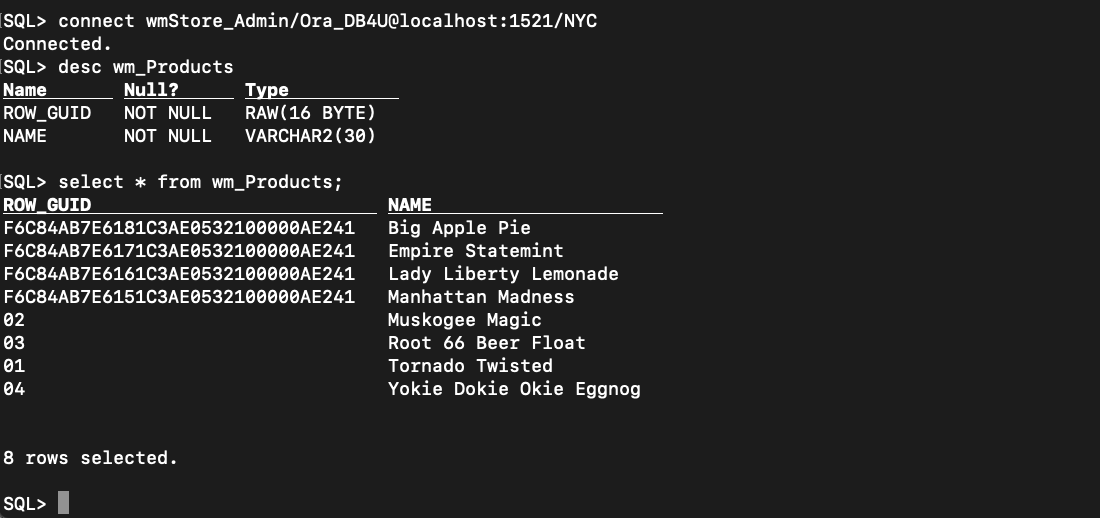 SQL> connect wmStore_Admin/Ora_DB4U@localhost:1521/NYC
Connected.
SQL> desc wm_Products
Name Null? Type
ROW_GUID NOT NULL RAW(16 BYTE)
NAME NOT NULL VARCHAR2(30)
SQL> select * from wm_Products;
ROW_GUID NAME
F6C84AB7E6181C3AE0532100000AE241 Big Apple Pie
F6C84AB7E6171C3AE0532100000AE241 Empire Statemint
F6C84AB7E6161C3AE0532100000AE241 Lady Liberty Lemonade
F6C84AB7E6151C3AE0532100000AE241 Manhattan Madness
02 Muskogee Magic
03 Root 66 Beer Float
01 Tornado Twisted
04 Yokie Dokie Okie Eggnog
8 rows selected.
SQL>